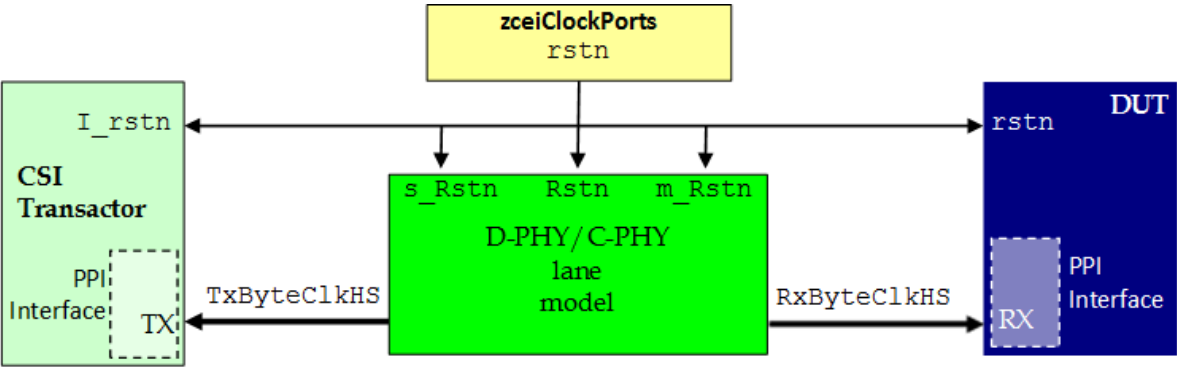 zceiClockPorts
rstn
I_rstn
rstn
DUT
CSI
Transactor
s_Rstn Rstn m_Rstn
D-PHY/C-PHY
lane
model
PPI
Interface
TX
TxByteClkHS
RxByteClkHS
RX
PPI
Interface